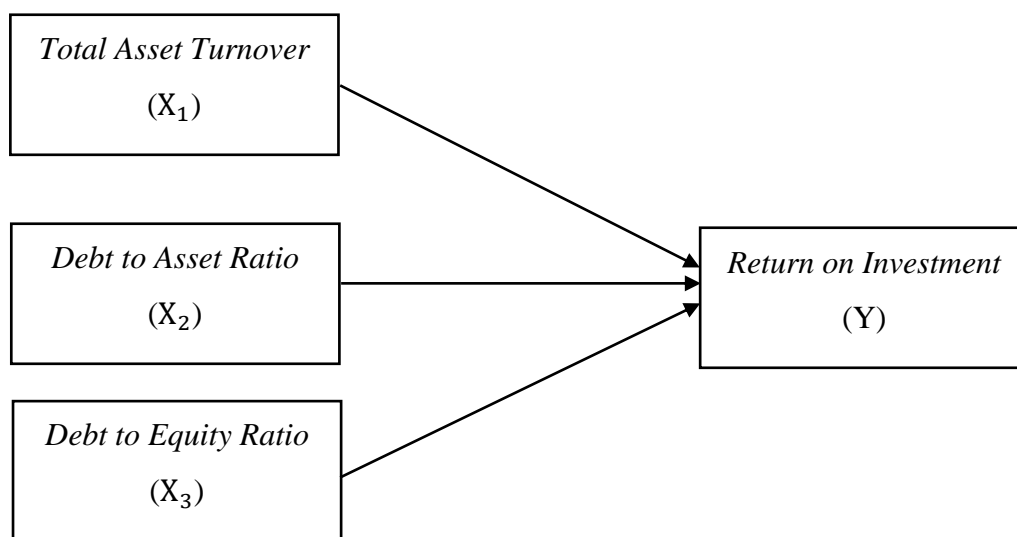 Total Asset Turnover
(X₁)
Debt to Asset Ratio
(X₂)
Return on Investment
(Y)
Debt to Equity Ratio
(X₃)